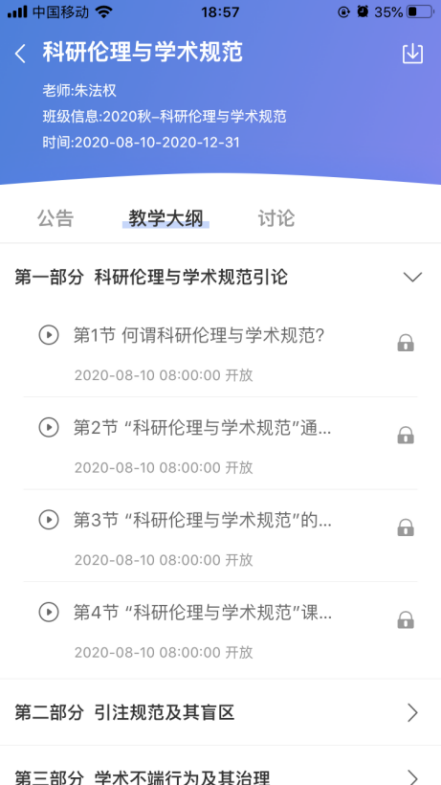 中国移动 18:57 35%
科研伦理与学术规范
老师:朱法权
班级信息:2020秋-科研伦理与学术规范
时间:2020-08-10-2020-12-31
公告 教学大纲 讨论
第一部分 科研伦理与学术规范引论
第1节 何谓科研伦理与学术规范?
2020-08-10 08:00:00 开放
第2节 “科研伦理与学术规范”通...
2020-08-10 08:00:00 开放
第3节 “科研伦理与学术规范”的...
2020-08-10 08:00:00 开放
第4节 “科研伦理与学术规范”课...
2020-08-10 08:00:00 开放
第二部分 引注规范及其盲区
第三部分 学术不端行为及其治理